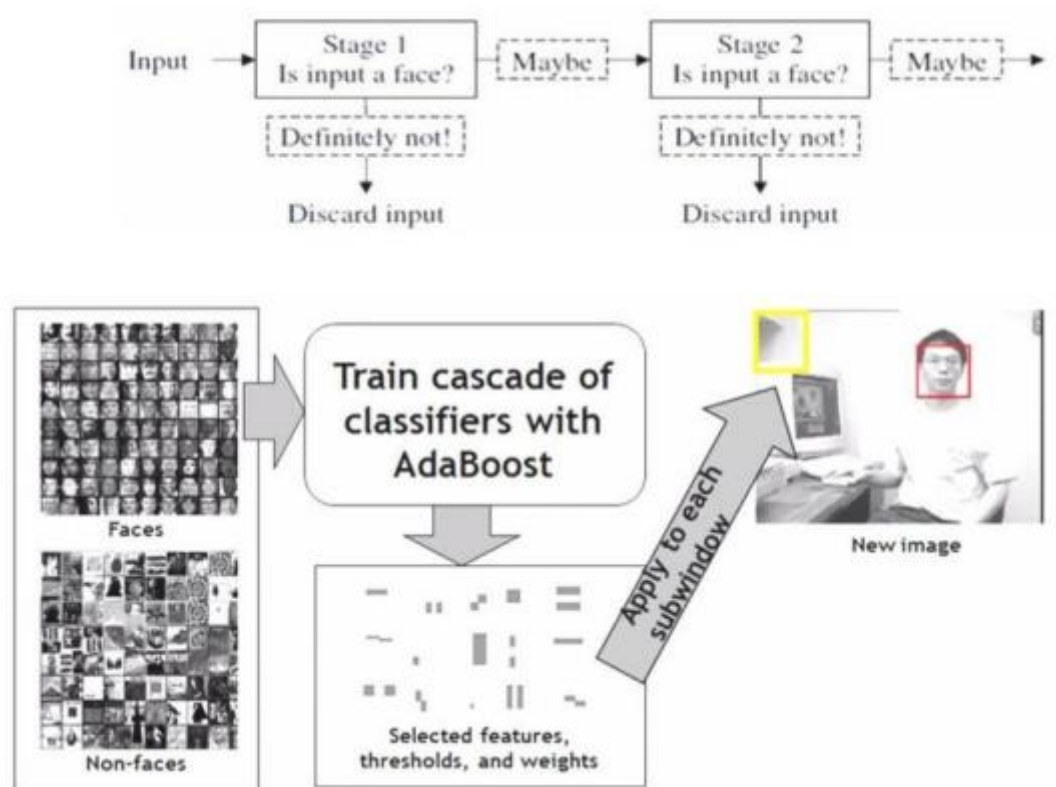 Input
Stage 1
Is input a face?
Maybe
Stage 2
Is input a face?
Maybe
Definitely not!
Definitely not!
Discard input
Discard input
Faces
Non-faces
Train cascade of
classifiers with
AdaBoost
Selected features,
thresholds, and weights
Apply to each
subwindow
New image